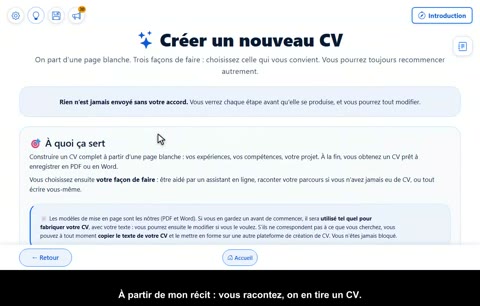 Introduction
Créer un nouveau CV
On part d'une page blanche. Trois façons de faire : choisissez celle qui vous convient. Vous pourrez toujours recommencer
autrement.
Rien n'est jamais envoyé sans votre accord. Vous verrez chaque étape avant qu'elle se produise, et vous pourrez tout modifier.
À quoi ça sert
Construire un CV complet à partir d'une page blanche : vos expériences, vos compétences, votre projet. À la fin, vous obtenez un CV prêt à
enregistrer en PDF ou en Word.
Vous choisissez ensuite votre façon de faire : être aidé par un assistant en ligne, raconter votre parcours si vous n'avez jamais eu de CV, ou tout
écrire vous-même.
Les modèles de mise en page sont les nôtres (PDF et Word). Si vous en gardez un avant de commencer, il sera utilisé tel quel pour
fabriquer votre CV, avec votre texte : vous pourrez ensuite le modifier si vous le voulez. S'ils ne correspondent pas à ce que vous cherchez, vous
pouvez à tout moment copier le texte de votre CV et le mettre en forme sur une autre plateforme de création de CV. Vous n'êtes jamais bloqué.
← Retour
Accueil
À partir de mon récit : vous racontez, on en tire un CV.